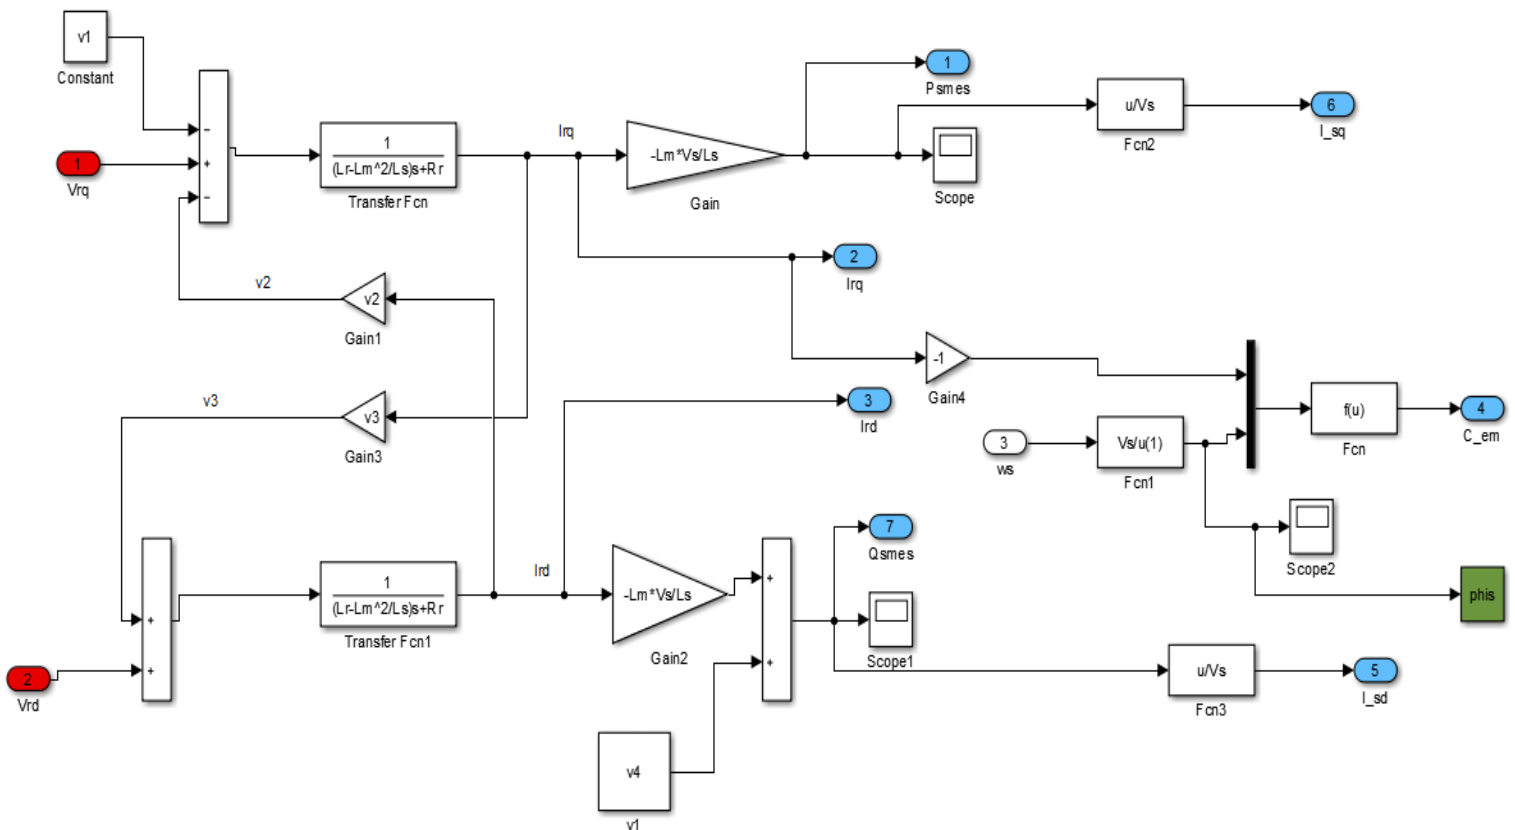 v1
Constant
−
1
Vrq
+
−
1
(Lr-Lm^2/Ls)s+Rr
Transfer Fcn
Irq
-Lm*Vs/Ls
Gain
1
Psmes
Scope
u/Vs
Fcn2
6
I_sq
2
Irq
v2
v2
Gain1
v3
v3
Gain3
-1
Gain4
3
Ird
3
ws
Vs/u(1)
Fcn1
f(u)
Fcn
4
C_em
Scope2
phis
+
+
2
Vrd
1
(Lr-Lm^2/Ls)s+Rr
Transfer Fcn1
Ird
-Lm*Vs/Ls
Gain2
+
+
7
Qsmes
Scope1
u/Vs
Fcn3
5
I_sd
v4
v1